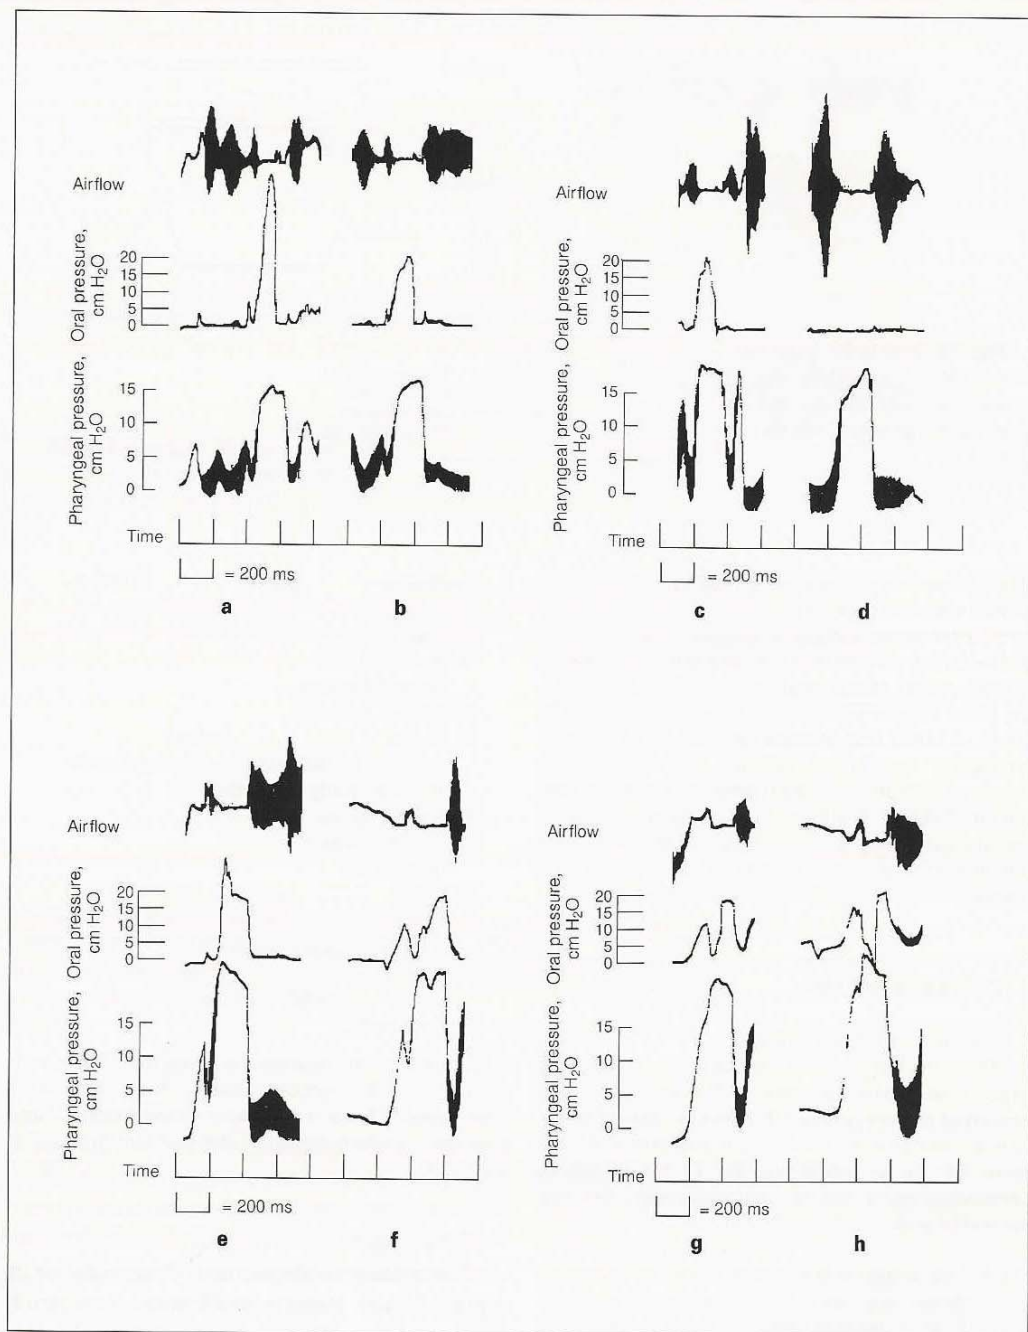 Airflow
Oral pressure,
cm H₂O
20
15
10
5
0
Pharyngeal pressure,
cm H₂O
15
10
5
0
Time
= 200 ms
a
b
Airflow
Oral pressure,
cm H₂O
20
15
10
5
0
Pharyngeal pressure,
cm H₂O
15
10
5
0
Time
= 200 ms
c
d
Airflow
Oral pressure,
cm H₂O
20
15
10
5
0
Pharyngeal pressure,
cm H₂O
15
10
5
0
Time
= 200 ms
e
f
Airflow
Oral pressure,
cm H₂O
20
15
10
5
0
Pharyngeal pressure,
cm H₂O
15
10
5
0
Time
= 200 ms
g
h